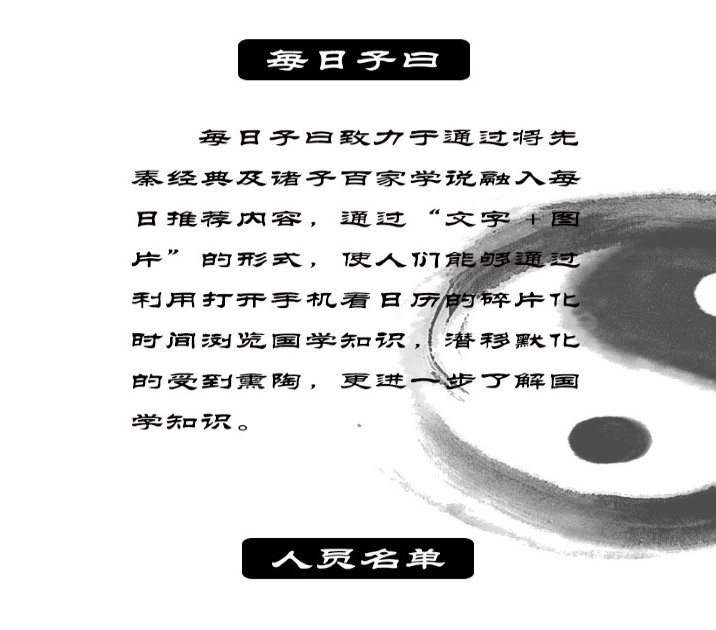 每日子曰
每日子曰致力于通过将先
秦经典及诸子百家学说融入每
日推荐内容，通过“文字+图
片”的形式，使人们能够通过
利用打开手机看日历的碎片化
时间浏览国学知识，潜移默化
的受到熏陶，更进一步了解国
学知识。
人员名单